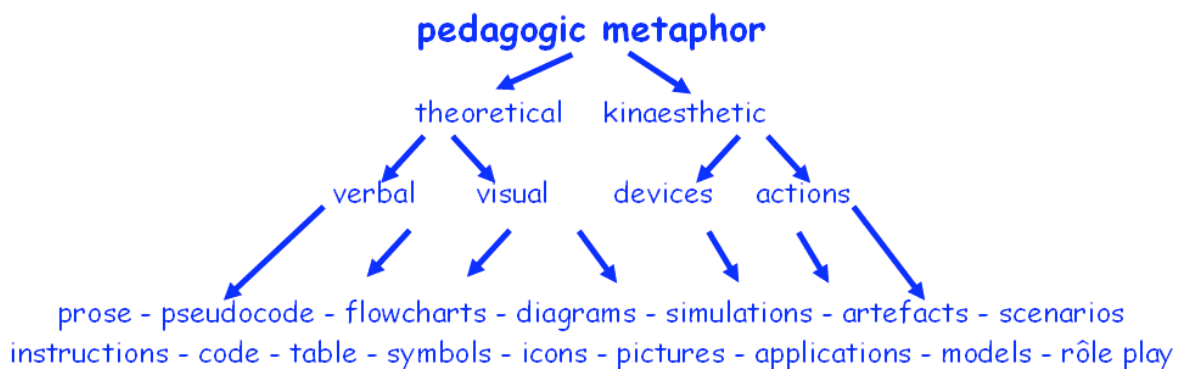 pedagogic metaphor
theoretical kinaesthetic
verbal visual devices actions
prose - pseudocode - flowcharts - diagrams - simulations - artefacts - scenarios
instructions - code - table - symbols - icons - pictures - applications - models - rôle play